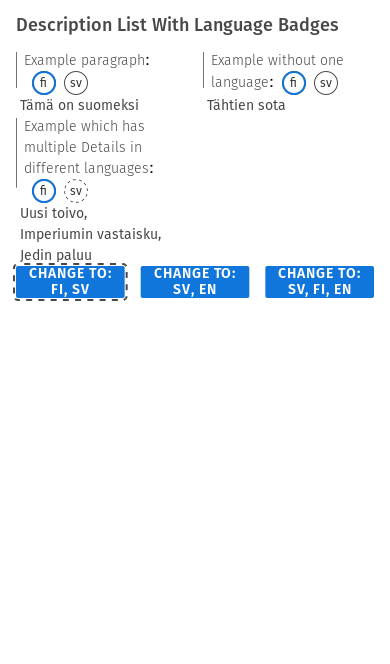 Description List With Language Badges
Example paragraph:
fi sv
Tämä on suomeksi
Example without one
language: fi sv
Tähtien sota
Example which has
multiple Details in
different languages:
fi sv
Uusi toivo,
Imperiumin vastaisku,
Jedin paluu
CHANGE TO:
FI, SV
CHANGE TO:
SV, EN
CHANGE TO:
SV, FI, EN